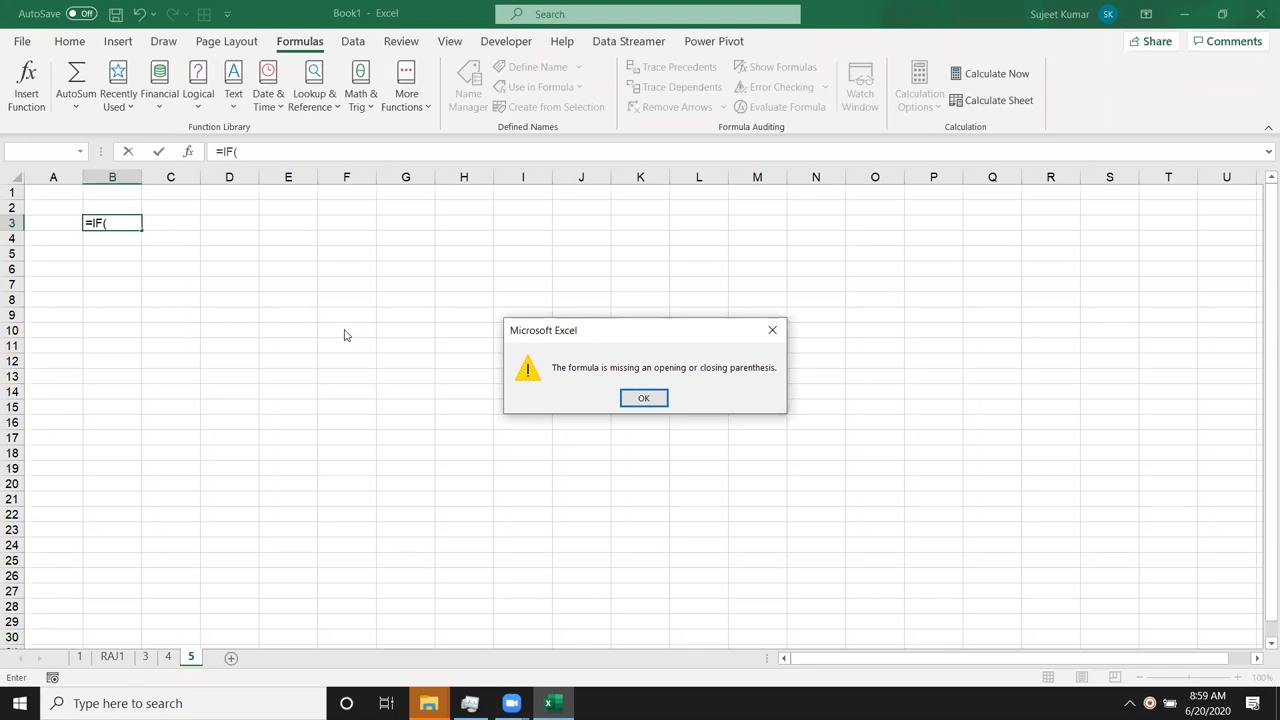 AutoSave Off
Book1 - Excel
Search
Sujeet Kumar SK
File Home Insert Draw Page Layout Formulas Data Review View Developer Help Data Streamer Power Pivot Share Comments
Insert Function
AutoSum
Recently Used
Financial
Logical
Text
Date & Time
Lookup & Reference
Math & Trig
More Functions
Function Library
Name Manager
Define Name
Use in Formula
Create from Selection
Defined Names
Trace Precedents
Trace Dependents
Remove Arrows
Show Formulas
Error Checking
Evaluate Formula
Formula Auditing
Watch Window
Calculation Options
Calculate Now
Calculate Sheet
Calculation
fx =IF(
A B C D E F G H I J K L M N O P Q R S T U
1
2
3 =IF(
4
5
6
7
8
9
10
11
12
13
14
15
16
17
18
19
20
21
22
23
24
25
26
27
28
29
30
Microsoft Excel
The formula is missing an opening or closing parenthesis.
OK
1 RAJ1 3 4 5
Enter
100%
Type here to search
8:59 AM
6/20/2020